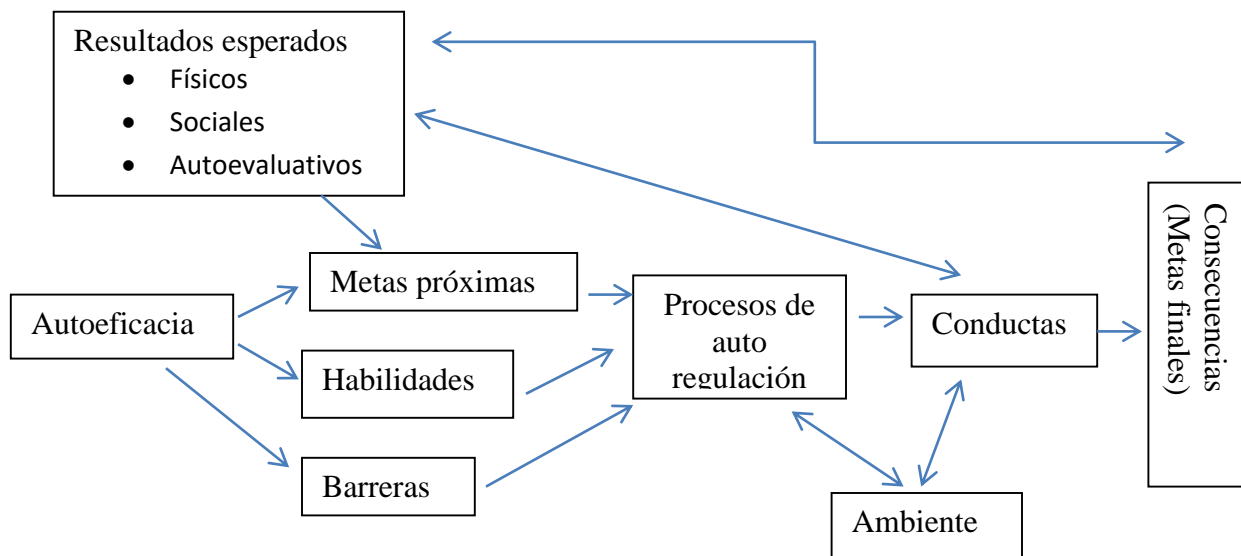 Resultados esperados
• Físicos
• Sociales
• Autoevaluativos
Consecuencias
(Metas finales)
Metas próximas
Autoeficacia
Procesos de
auto
regulación
Conductas
Habilidades
Barreras
Ambiente